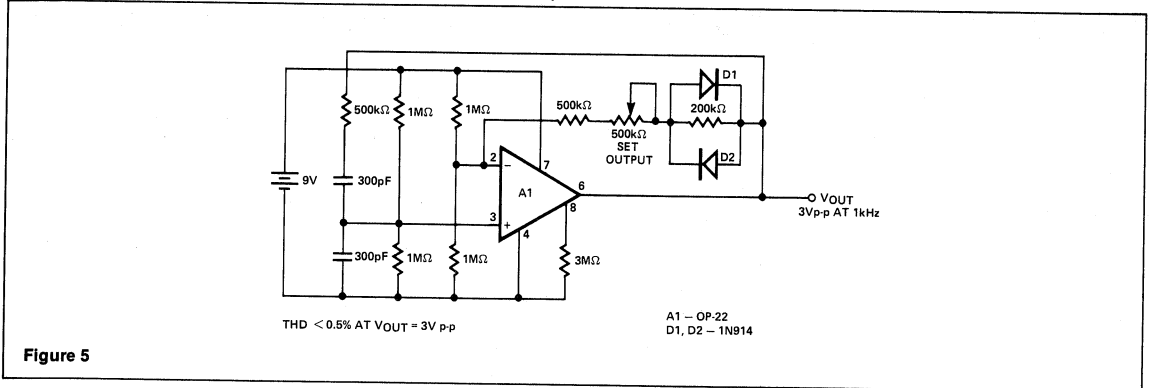 D1
500kΩ
1MΩ
1MΩ
500kΩ
200kΩ
500kΩ
SET
OUTPUT
D2
2
−
7
9V
300pF
A1
6
VOUT
3Vp-p AT 1kHz
8
3
+
4
300pF
1MΩ
1MΩ
3MΩ
THD <0.5% AT VOUT = 3V p-p
A1 – OP-22
D1, D2 – 1N914
Figure 5